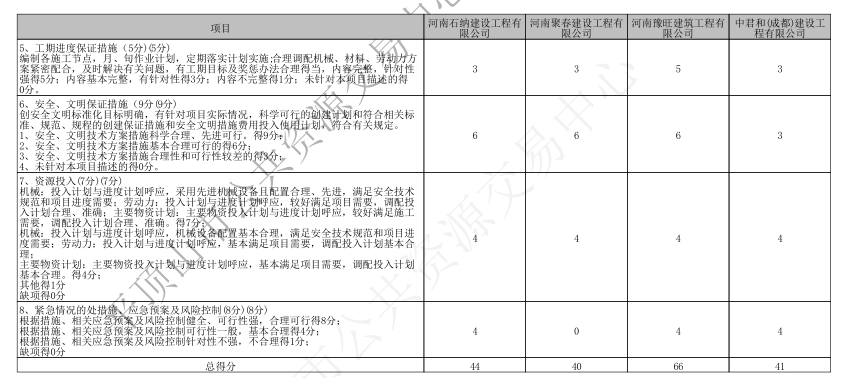 项目
河南石纳建设工程有
限公司
河南聚春建设工程有
限公司
河南豫旺建筑工程有
限公司
中君和(成都)建设工
程有限公司
5、工期进度保证措施 (5分)(5分)
编制各施工节点，月、旬作业计划，定期落实计划实施;合理调配机械、材料、劳动力方
案紧密配合，及时解决有关问题，有工期目标及奖惩办法合理得当，内容完整，针对性
强得5分；内容基本完整，有针对性得3分；内容不完整得1分；未针对本项目描述的得
0分。
3
3
5
3
6、安全、文明保证措施 (9分)(9分)
创安全文明标准化目标明确，有针对项目实际情况，科学可行的创建计划和符合相关标
准、规范、规程的创建保证措施和安全文明措施费用投入使用计划，符合有关规定。
1、安全、文明技术方案措施科学合理、先进可行。得9分；
2、安全、文明技术方案措施基本合理可行的得6分；
3、安全、文明技术方案措施合理性和可行性较差的得3分；
4、未针对本项目描述的得0分。
6
6
6
3
7、资源投入(7分)(7分)
机械：投入计划与进度计划呼应，采用先进机械设备且配置合理、先进，满足安全技术
规范和项目进度需要；劳动力：投入计划与进度计划呼应，较好满足项目需要，调配投
入计划合理、准确；主要物资计划：主要物资投入计划与进度计划呼应，较好满足施工
需要，调配投入计划合理、准确。得7分；
机械：投入计划与进度计划呼应，机械设备配置基本合理，满足安全技术规范和项目进
度需要；劳动力：投入计划与进度计划呼应，基本满足项目需要，调配投入计划基本合
理；
主要物资计划：主要物资投入计划与进度计划呼应，基本满足项目需要，调配投入计划
基本合理。得4分；
其他得1分
缺项得0分
4
4
4
4
8、紧急情况的处措施、应急预案及风险控制(8分)(8分)
根据措施、相关应急预案及风险控制健全、可行性强，合理可行得8分；
根据措施、相关应急预案及风险控制可行性一般，基本合理得4分；
根据措施、相关应急预案及风险控制针对性不强，不合理得1分；
缺项得0分
4
0
4
4
总得分
44
40
66
41
平顶山市公共资源交易中心
市公共资源交易中心